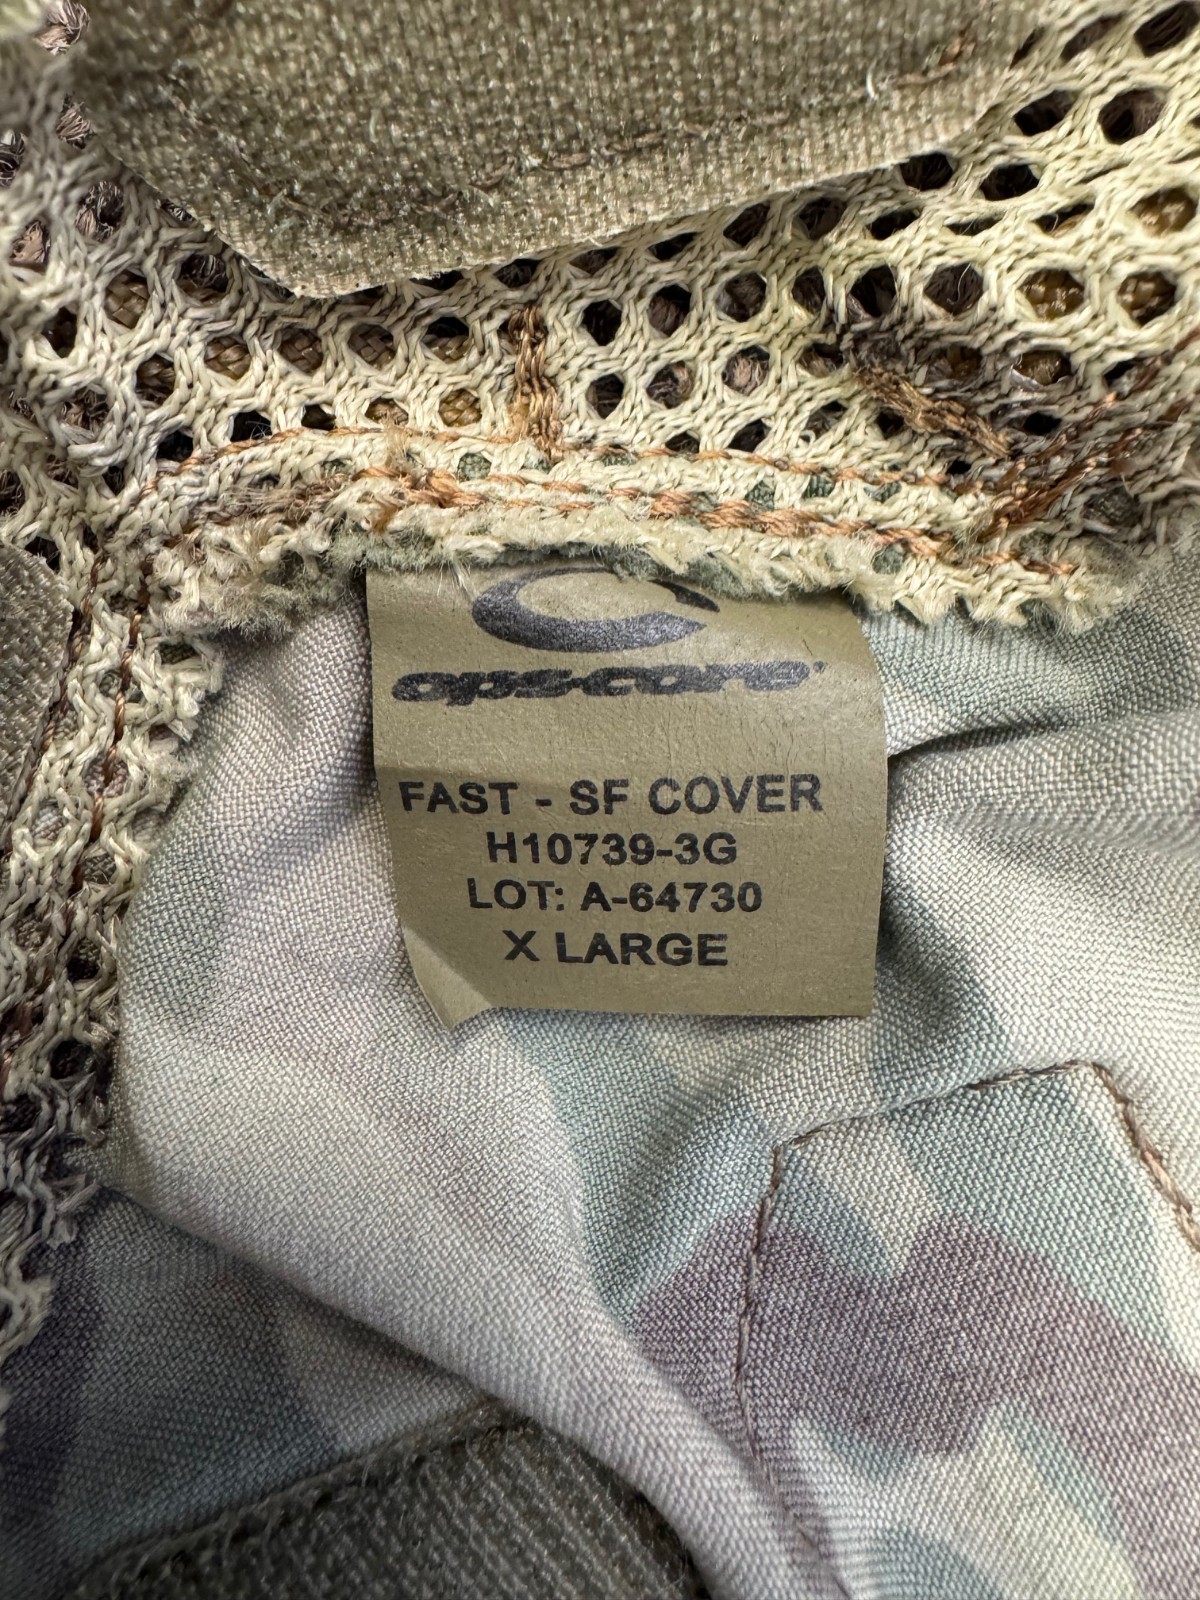 ops-core
FAST - SF COVER
H10739-3G
LOT: A-64730
X LARGE